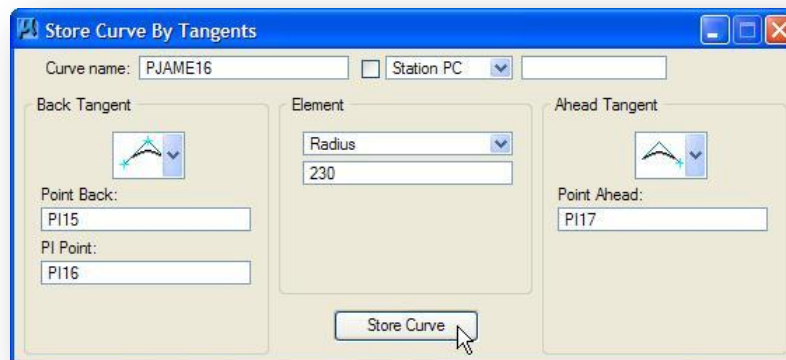 Store Curve By Tangents
Curve name: PJAME16 Station PC
Back Tangent
Point Back:
PI15
PI Point:
PI16
Element
Radius
230
Store Curve
Ahead Tangent
Point Ahead:
PI17